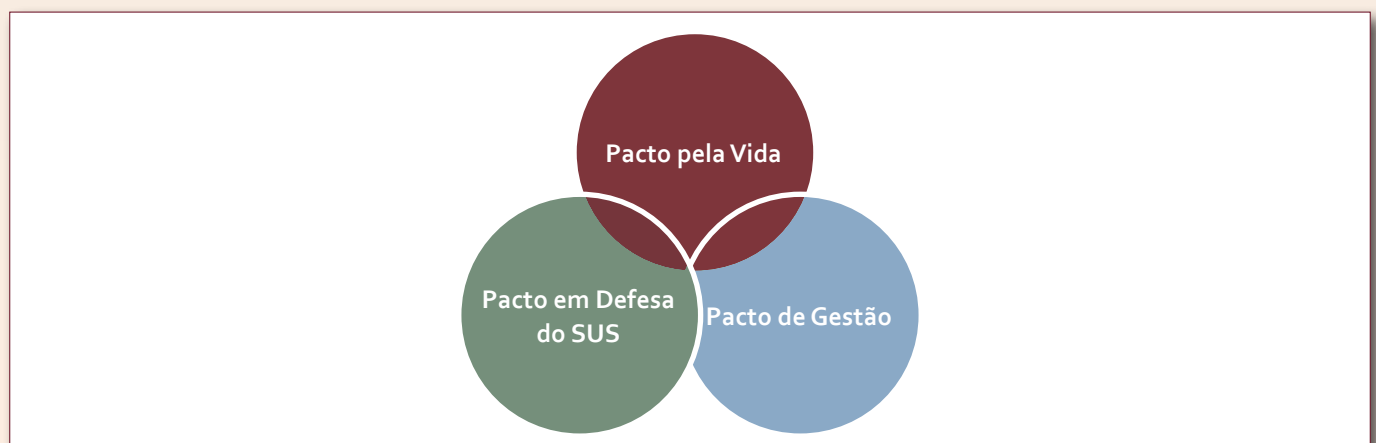 Pacto pela Vida
Pacto em Defesa
do SUS
Pacto de Gestão